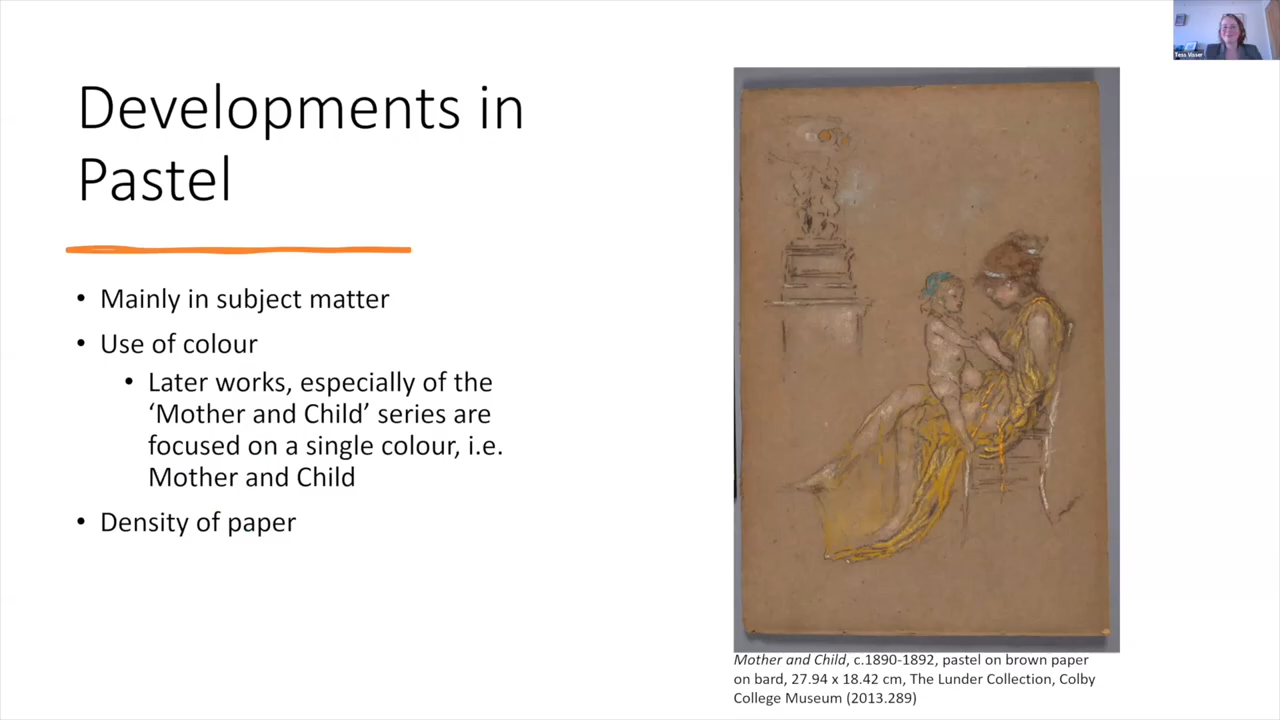 Developments in
Pastel
• Mainly in subject matter
• Use of colour
• Later works, especially of the
‘Mother and Child’ series are
focused on a single colour, i.e.
Mother and Child
• Density of paper
Mother and Child, c.1890-1892, pastel on brown paper
on bard, 27.94 x 18.42 cm, The Lunder Collection, Colby
College Museum (2013.289)
Tess Visser